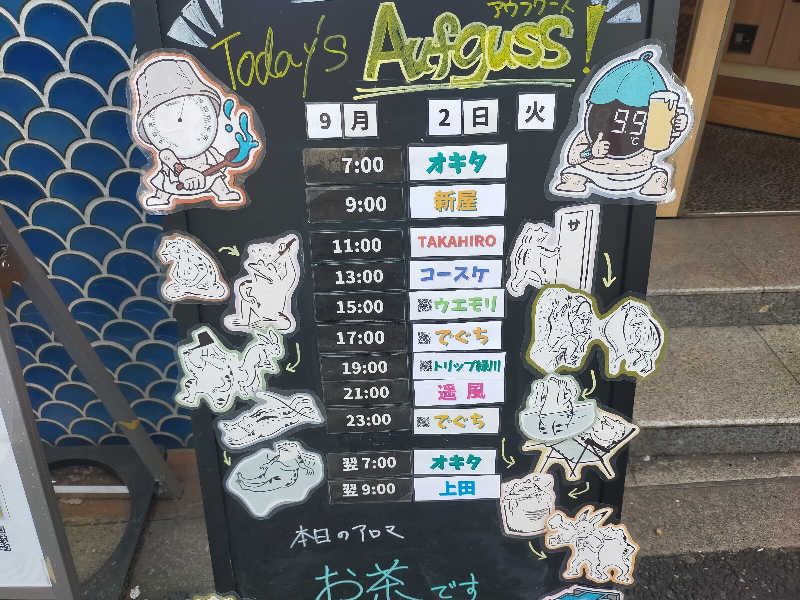 アウフグース
Today's Aufguss!
9月 2日 火
99℃
7:00 オキタ
9:00 新屋
11:00 TAKAHIRO
サ
13:00 コースケ
15:00 ウエモリ
17:00 でぐち
19:00 トリップ緑川
21:00 遥風
23:00 でぐち
翌7:00 オキタ
翌9:00 上田
本日のアロマ
お茶です